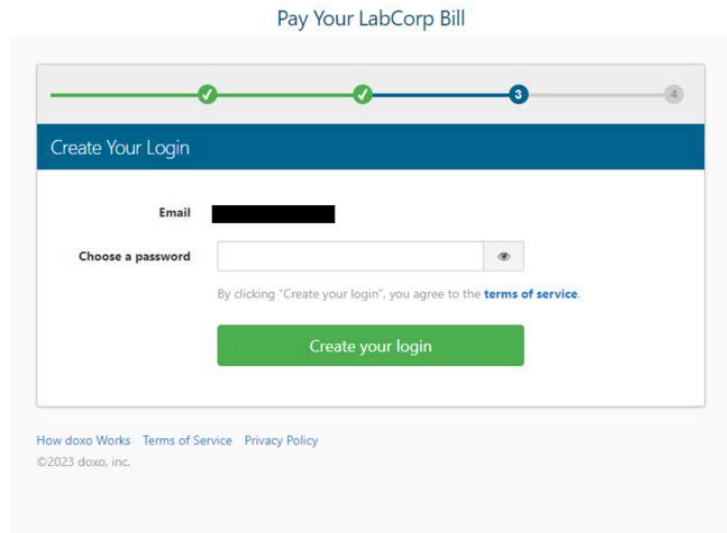 Pay Your LabCorp Bill
3 4
Create Your Login
Email
Choose a password
By clicking "Create your login", you agree to the terms of service.
Create your login
How doxo Works Terms of Service Privacy Policy
©2023 doxo, inc.